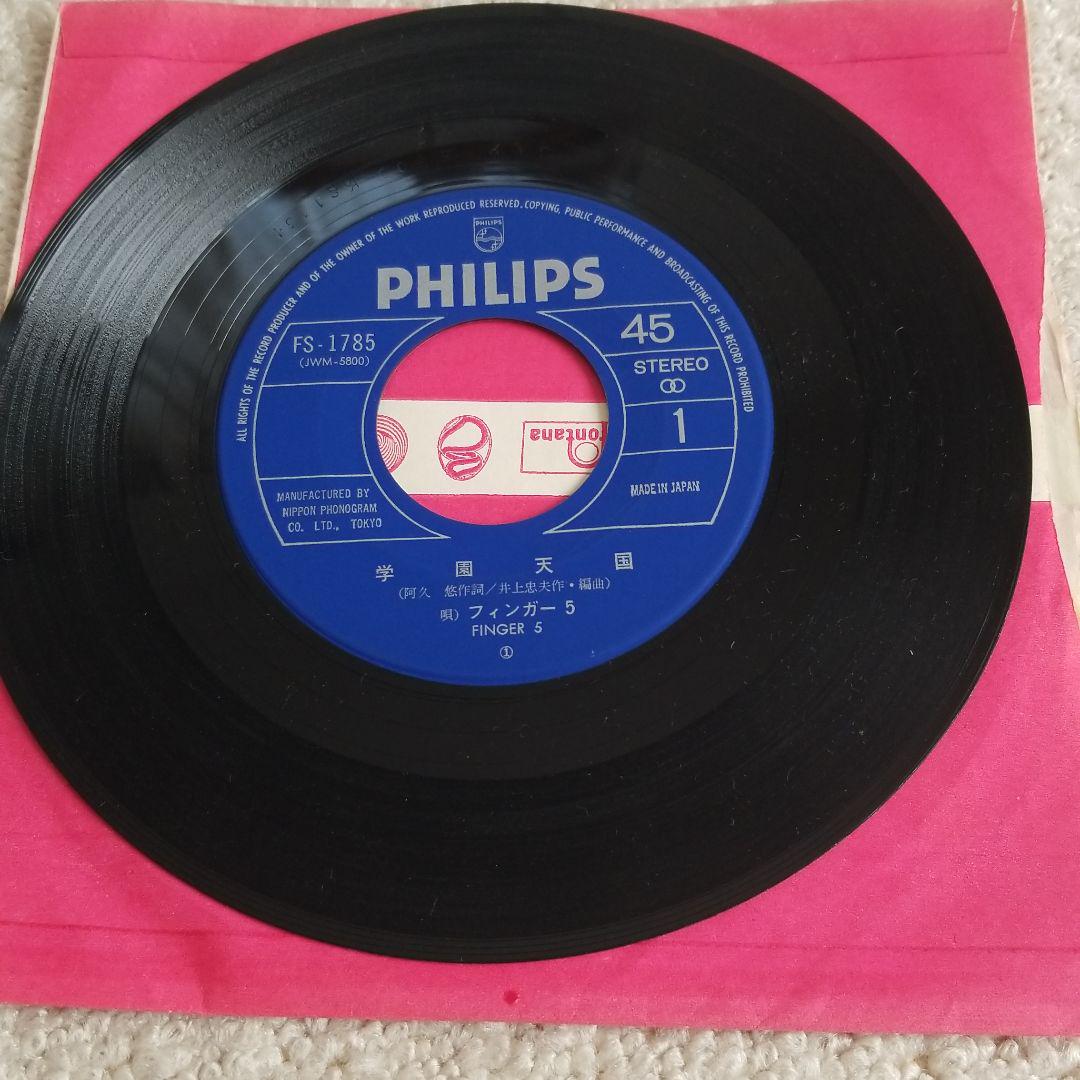 ALL RIGHTS OF THE RECORD PRODUCER AND OF THE OWNER OF THE WORK REPRODUCED RESERVED. COPYING, PUBLIC PERFORMANCE AND BROADCASTING OF THIS RECORD PROHIBITED
PHILIPS
PHILIPS
FS-1785
(JWM-5800)
45
STEREO
1
MANUFACTURED BY
NIPPON PHONOGRAM
CO. LTD., TOKYO
MADE IN JAPAN
fontana
学園天国
(阿久 悠作詞/井上忠夫作・編曲)
唄) フィンガー 5
FINGER 5
①